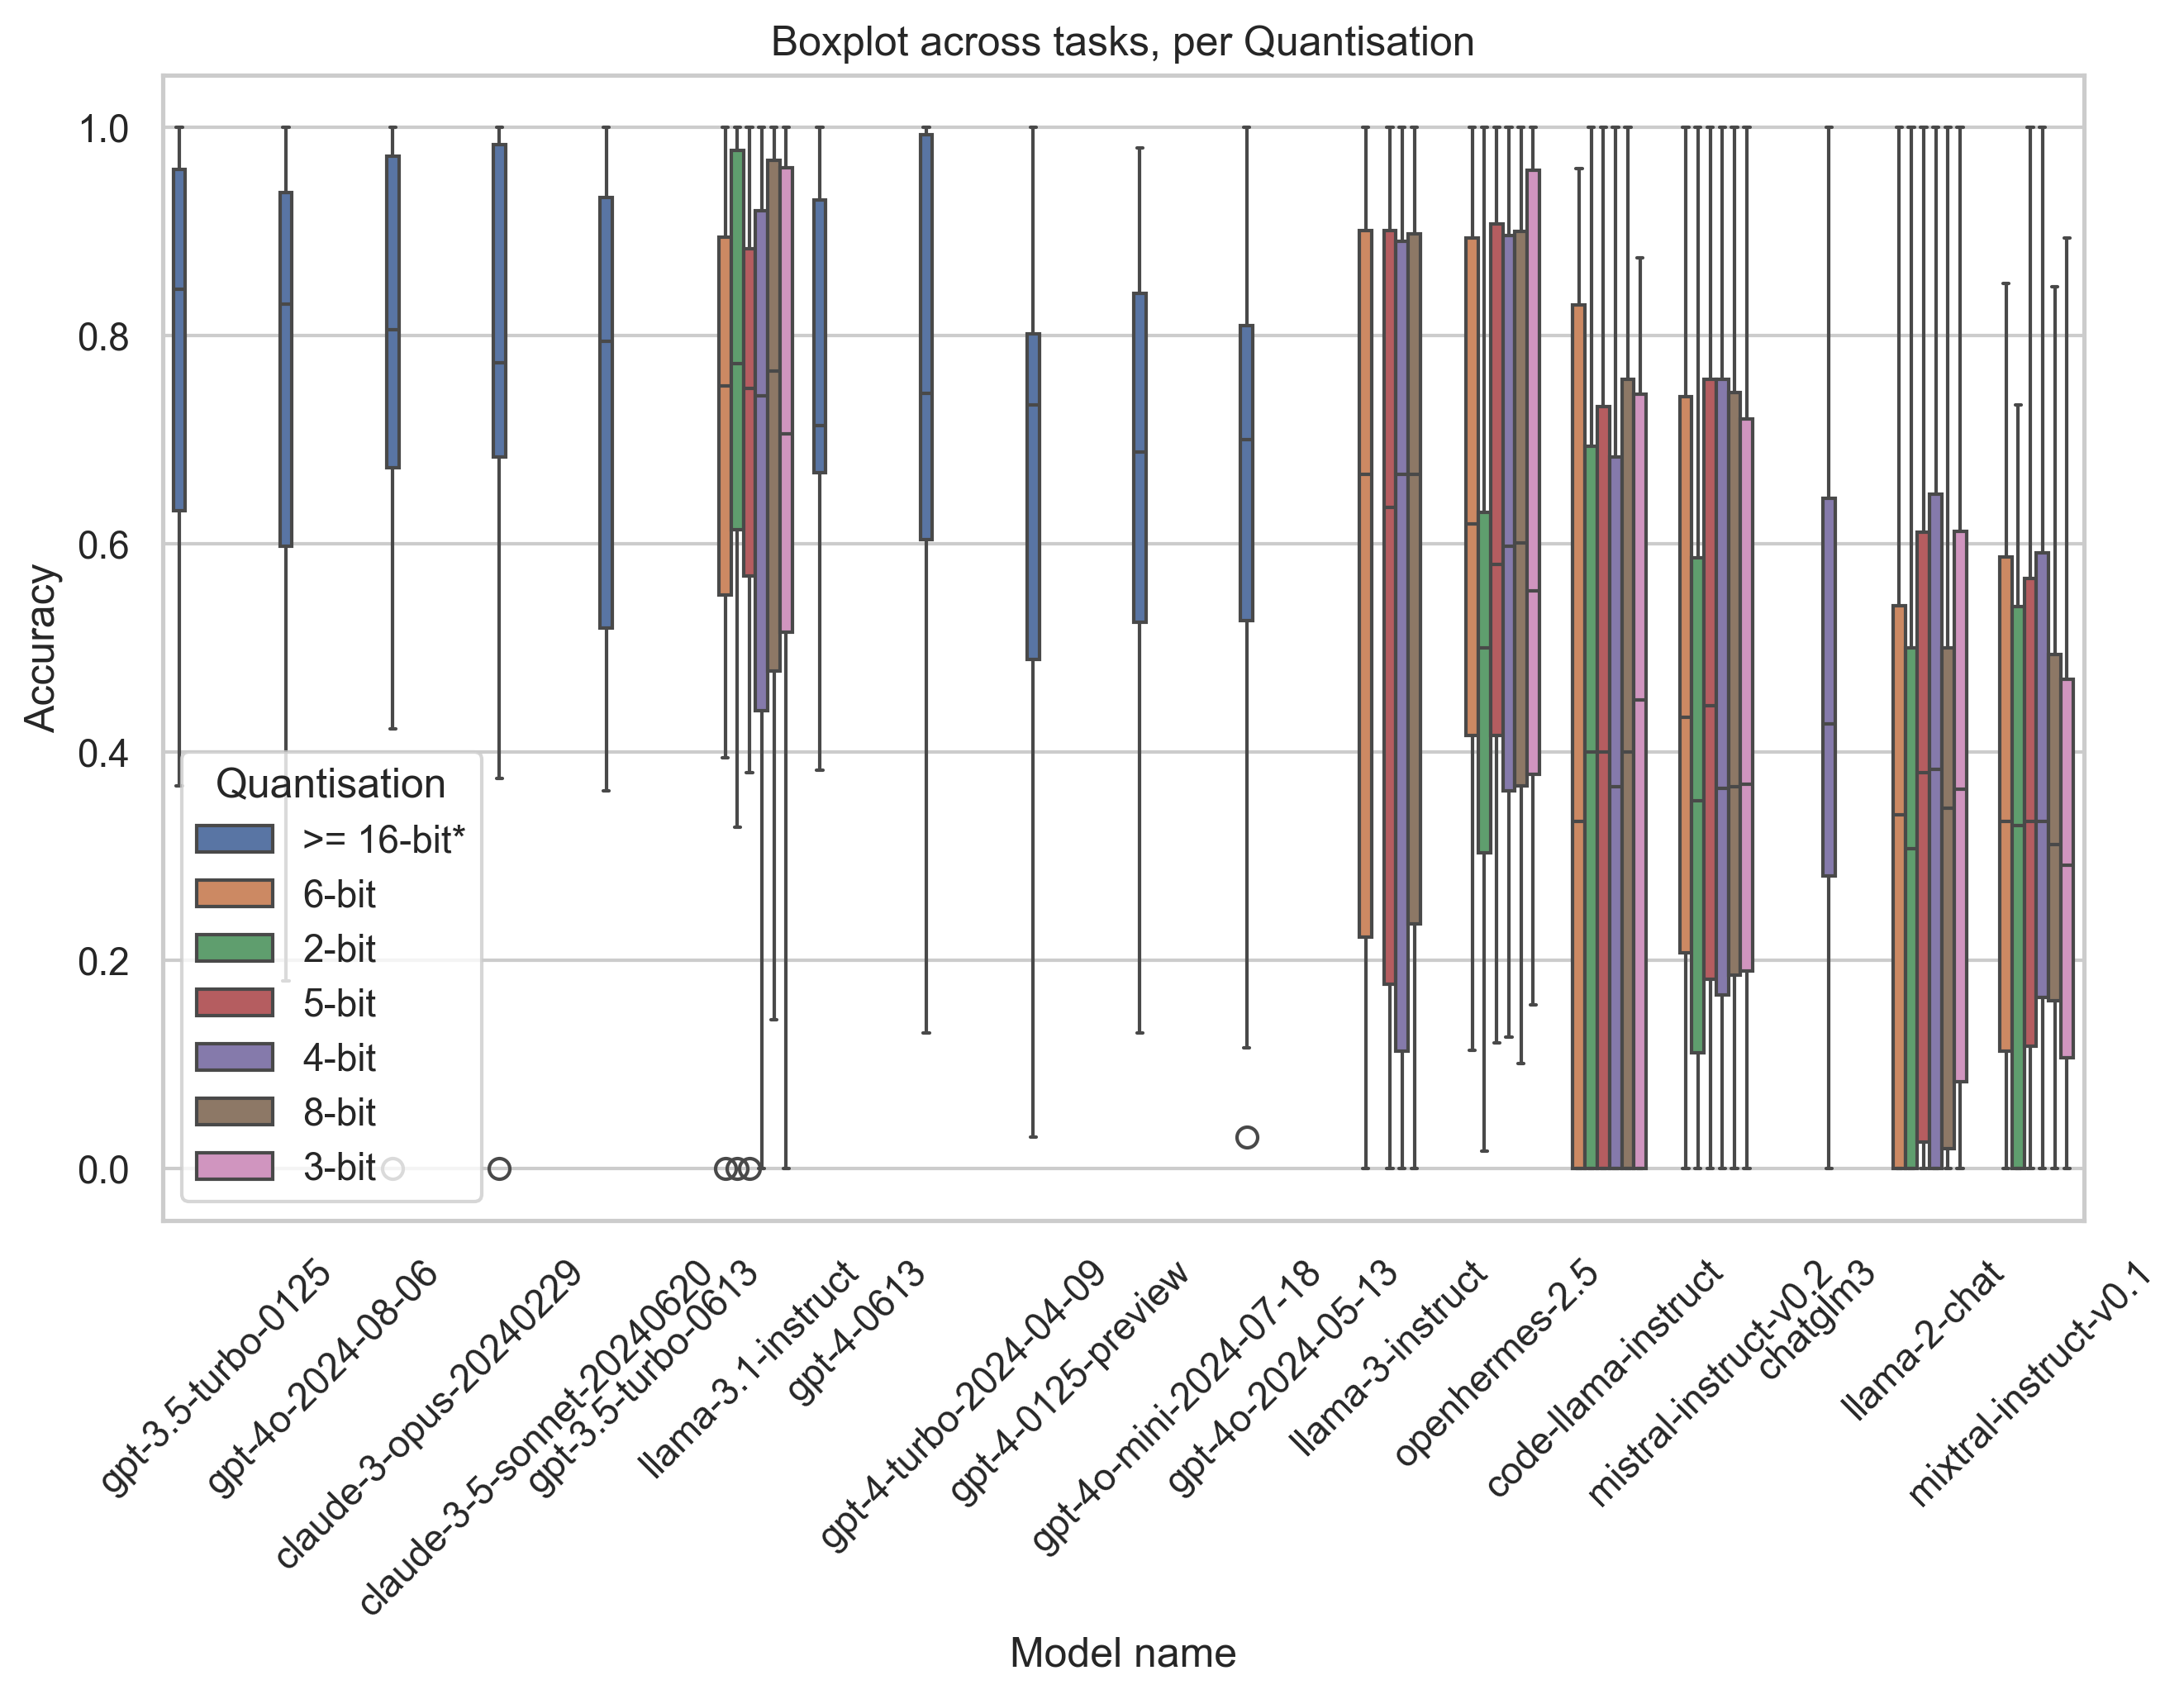 Boxplot across tasks, per Quantisation
Accuracy
1.0
0.8
0.6
0.4
0.2
0.0
Quantisation
>= 16-bit*
6-bit
2-bit
5-bit
4-bit
8-bit
3-bit
gpt-3.5-turbo-0125
gpt-4o-2024-08-06
claude-3-opus-20240229
claude-3-5-sonnet-20240620
gpt-3.5-turbo-0613
llama-3.1-instruct
gpt-4-0613
gpt-4-turbo-2024-04-09
gpt-4-0125-preview
gpt-4o-mini-2024-07-18
gpt-4o-2024-05-13
llama-3-instruct
openhermes-2.5
code-llama-instruct
mistral-instruct-v0.2
chatglm3
llama-2-chat
mixtral-instruct-v0.1
Model name